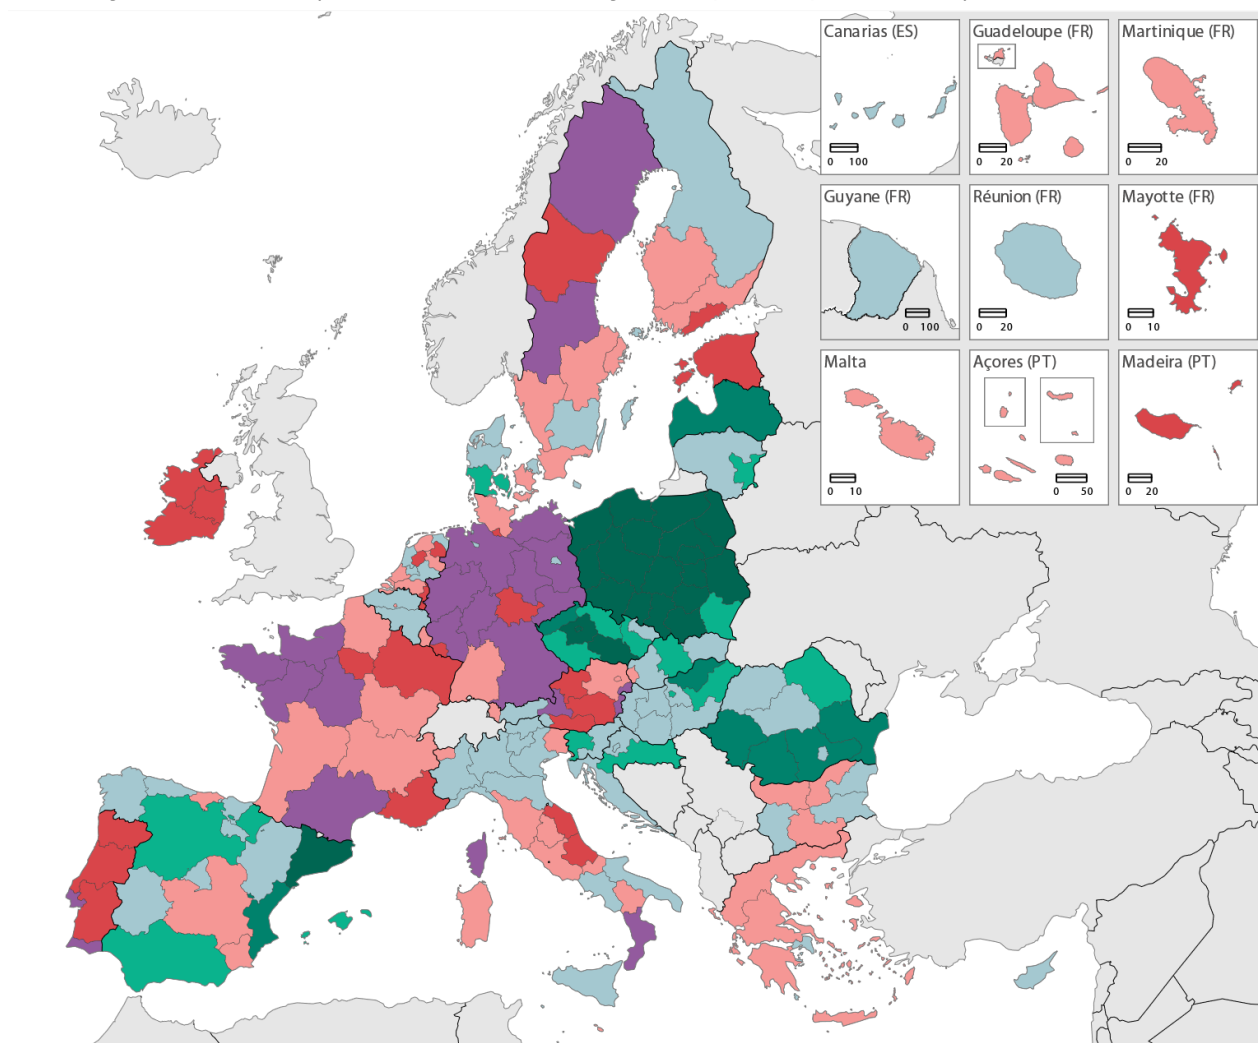 Canarias (ES)
0 100
Guadeloupe (FR)
0 20
Martinique (FR)
0 20
Guyane (FR)
0 100
Réunion (FR)
0 20
Mayotte (FR)
0 10
Malta
0 10
Açores (PT)
0 50
Madeira (PT)
0 20